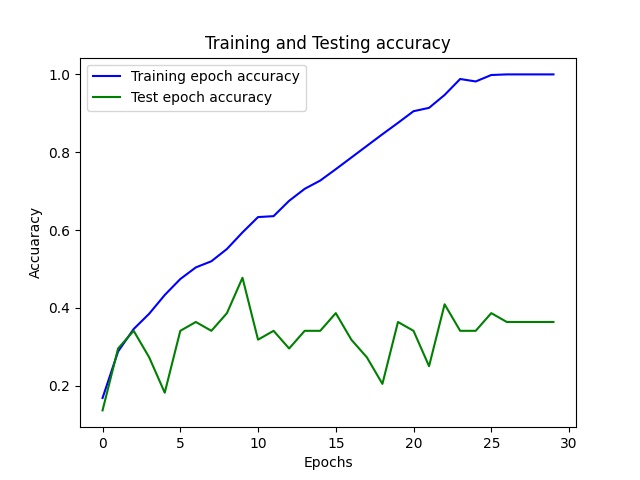 Training and Testing accuracy
Training epoch accuracy
Test epoch accuracy
1.0
0.8
0.6
0.4
0.2
Accuaracy
0 5 10 15 20 25 30
Epochs